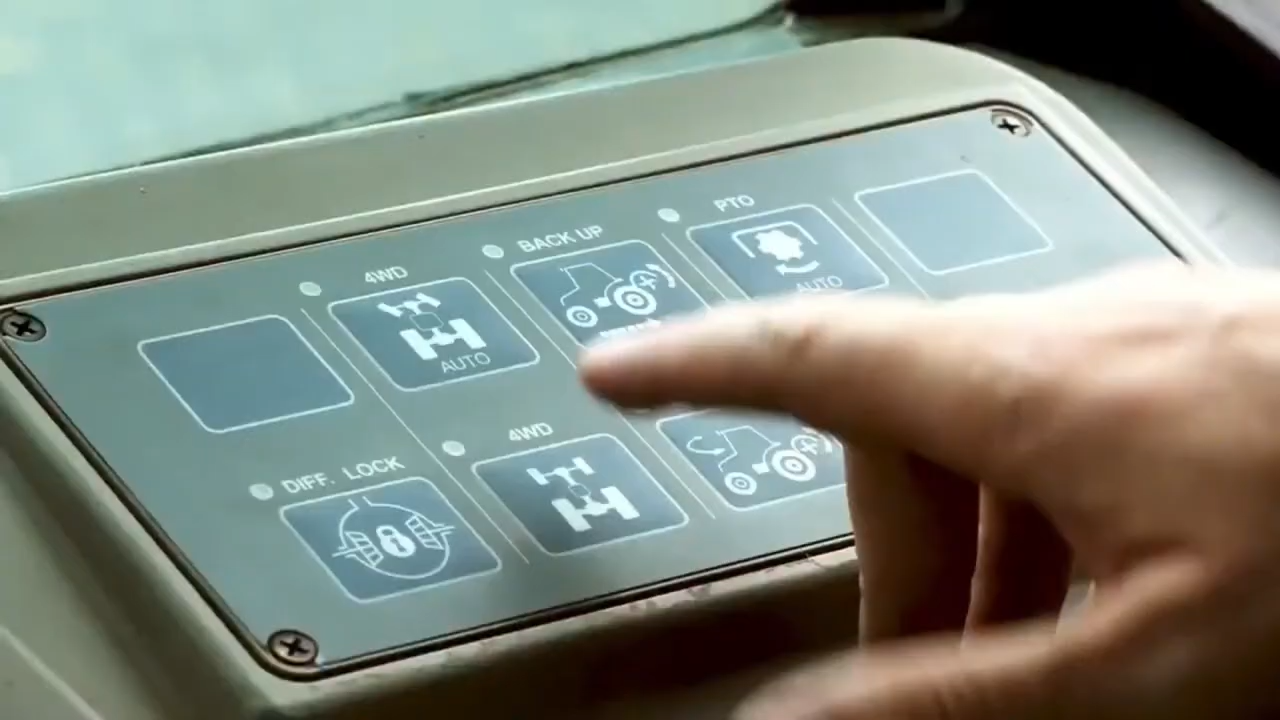 4WD
BACK UP
PTO
AUTO
AUTO
DIFF. LOCK
4WD